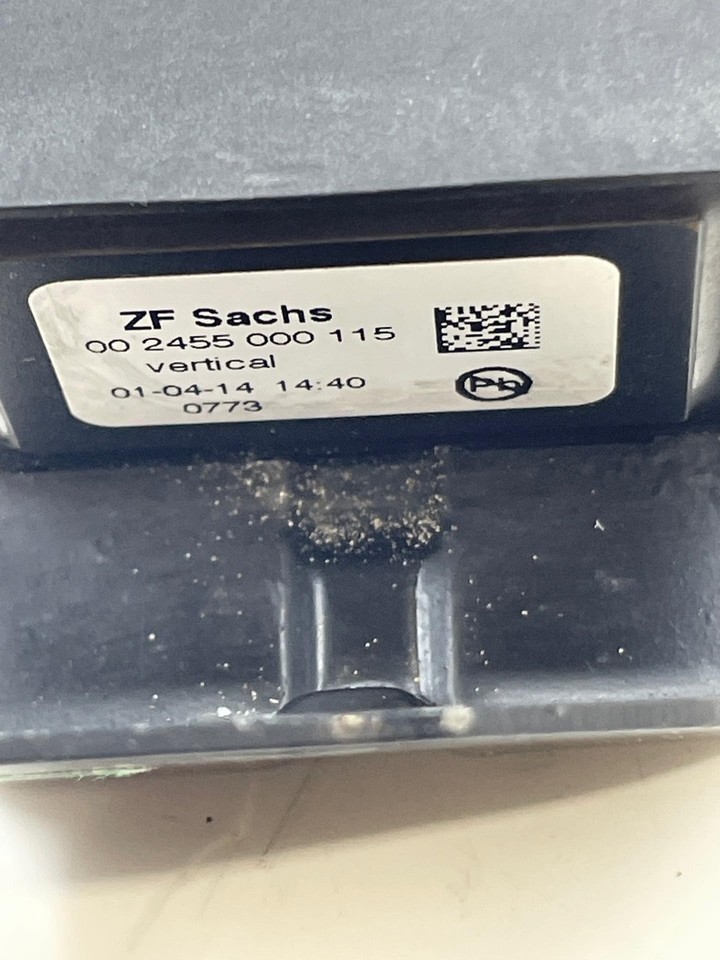 ZF Sachs
00 2455 000 115
vertical
01-04-14 14:40
0773
Pb